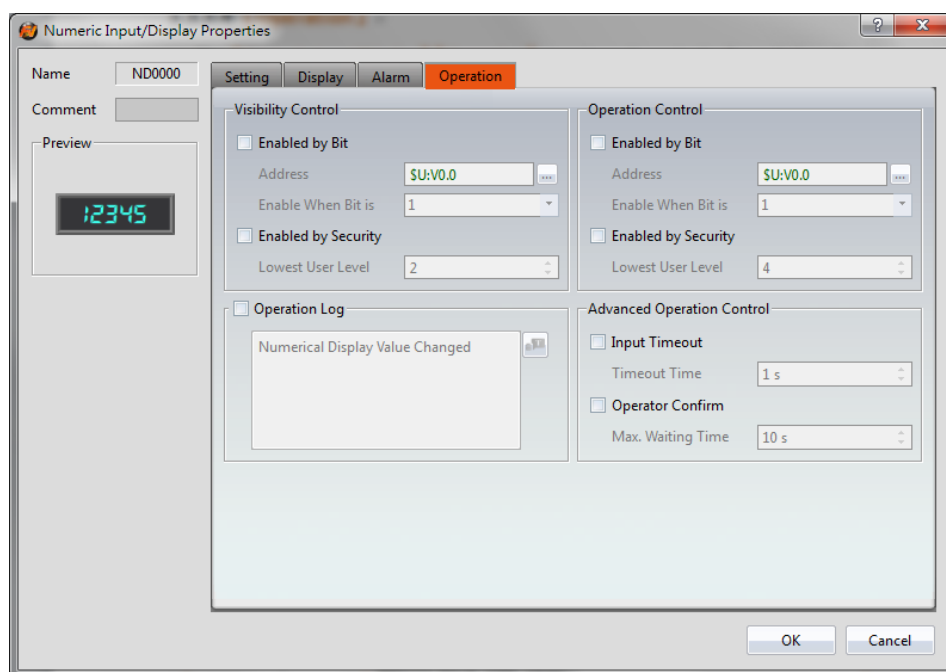 Numeric Input/Display Properties
?
Name
ND0000
Comment
Preview
12345
Setting
Display
Alarm
Operation
Visibility Control
Enabled by Bit
Address
$U:V0.0
...
Enable When Bit is
1
Enabled by Security
Lowest User Level
2
Operation Control
Enabled by Bit
Address
$U:V0.0
...
Enable When Bit is
1
Enabled by Security
Lowest User Level
4
Operation Log
Numerical Display Value Changed
Advanced Operation Control
Input Timeout
Timeout Time
1 s
Operator Confirm
Max. Waiting Time
10 s
OK
Cancel